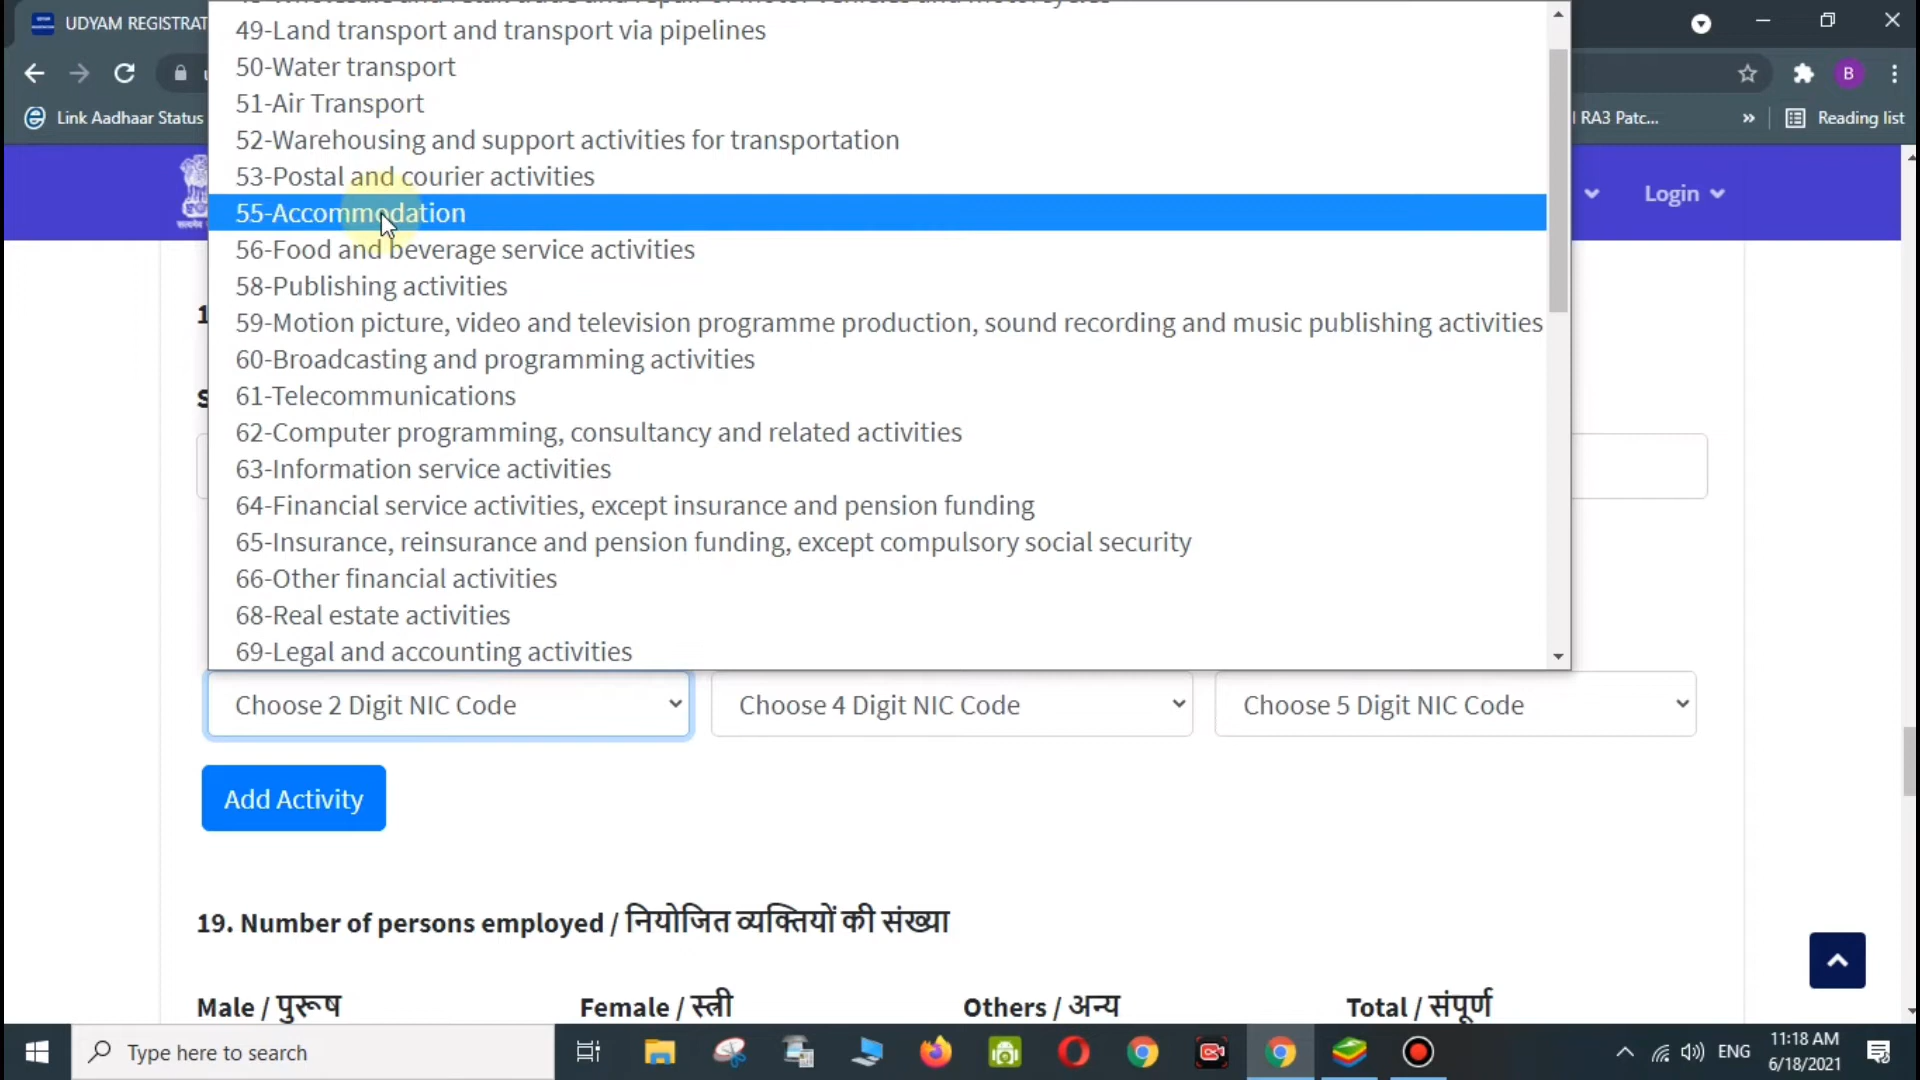 UDYAM REGISTRAT
49-Land transport and transport via pipelines
50-Water transport
51-Air Transport
B
Link Aadhaar Status
RA3 Patc...
»
Reading list
52-Warehousing and support activities for transportation
53-Postal and courier activities
Login
55-Accommodation
56-Food and beverage service activities
58-Publishing activities
59-Motion picture, video and television programme production, sound recording and music publishing activities
60-Broadcasting and programming activities
61-Telecommunications
62-Computer programming, consultancy and related activities
63-Information service activities
64-Financial service activities, except insurance and pension funding
65-Insurance, reinsurance and pension funding, except compulsory social security
66-Other financial activities
68-Real estate activities
69-Legal and accounting activities
Choose 2 Digit NIC Code
Choose 4 Digit NIC Code
Choose 5 Digit NIC Code
Add Activity
19. Number of persons employed / नियोजित व्यक्तियों की संख्या
Male / पुरूष
Female / स्त्री
Others / अन्य
Total / संपूर्ण
Type here to search
ENG
11:18 AM
6/18/2021